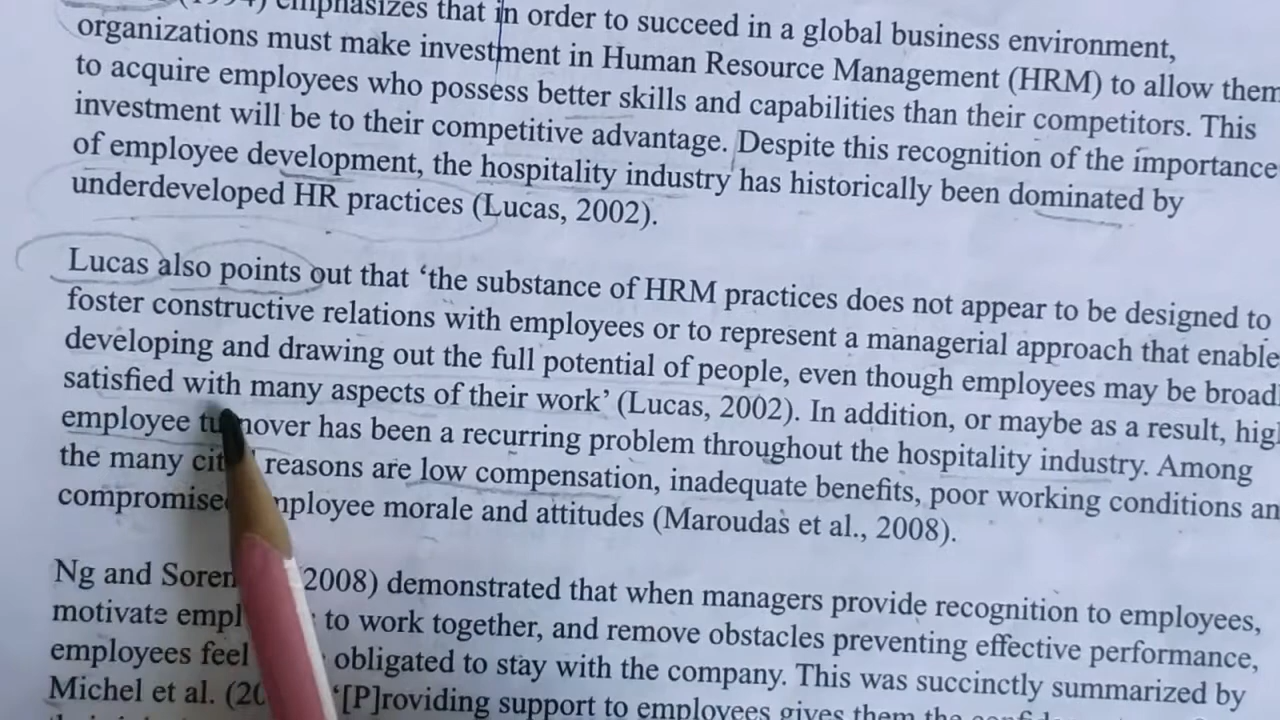 emphasizes that in order to succeed in a global business environment,
organizations must make investment in Human Resource Management (HRM) to allow them
to acquire employees who possess better skills and capabilities than their competitors. This
investment will be to their competitive advantage. Despite this recognition of the importance
of employee development, the hospitality industry has historically been dominated by
underdeveloped HR practices (Lucas, 2002).
Lucas also points out that ‘the substance of HRM practices does not appear to be designed to
foster constructive relations with employees or to represent a managerial approach that enable
developing and drawing out the full potential of people, even though employees may be broadl
satisfied with many aspects of their work’ (Lucas, 2002). In addition, or maybe as a result, hig
employee turnover has been a recurring problem throughout the hospitality industry. Among
the many reasons are low compensation, inadequate benefits, poor working conditions an
compromised employee morale and attitudes (Maroudas et al., 2008).
Ng and 2008) demonstrated that when managers provide recognition to employees,
motivate to work together, and remove obstacles preventing effective performance,
employees feel obligated to stay with the company. This was succinctly summarized by
Michel et al. ‘[P]roviding support to employees gives them the